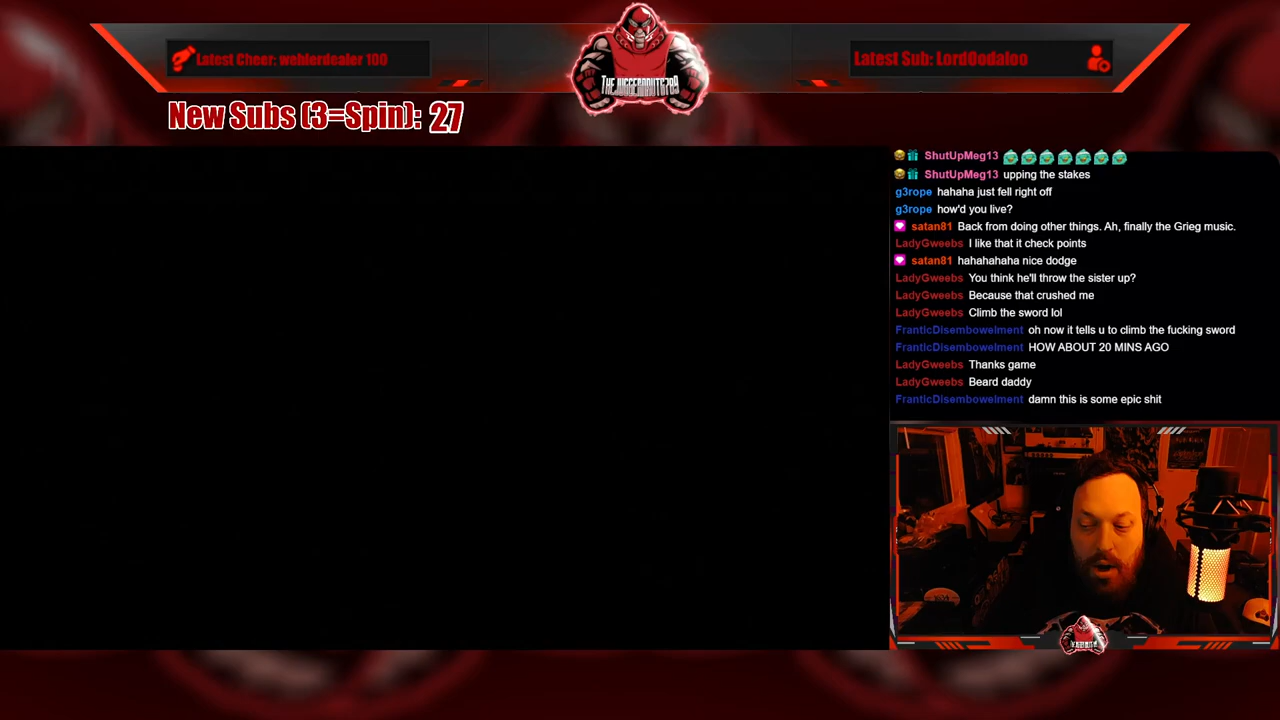 Latest Cheer: wehlerdealer 100
Latest Sub: LordOodaloo
THEJUGGERNAUT6789
New Subs (3=Spin): 27
ShutUpMeg13
ShutUpMeg13 upping the stakes
g3rope hahaha just fell right off
g3rope how'd you live?
satan81 Back from doing other things. Ah, finally the Grieg music.
LadyGweebs I like that it check points
satan81 hahahahaha nice dodge
LadyGweebs You think he'll throw the sister up?
LadyGweebs Because that crushed me
LadyGweebs Climb the sword lol
FranticDisembowelment oh now it tells u to climb the fucking sword
FranticDisembowelment HOW ABOUT 20 MINS AGO
LadyGweebs Thanks game
LadyGweebs Beard daddy
FranticDisembowelment damn this is some epic shit